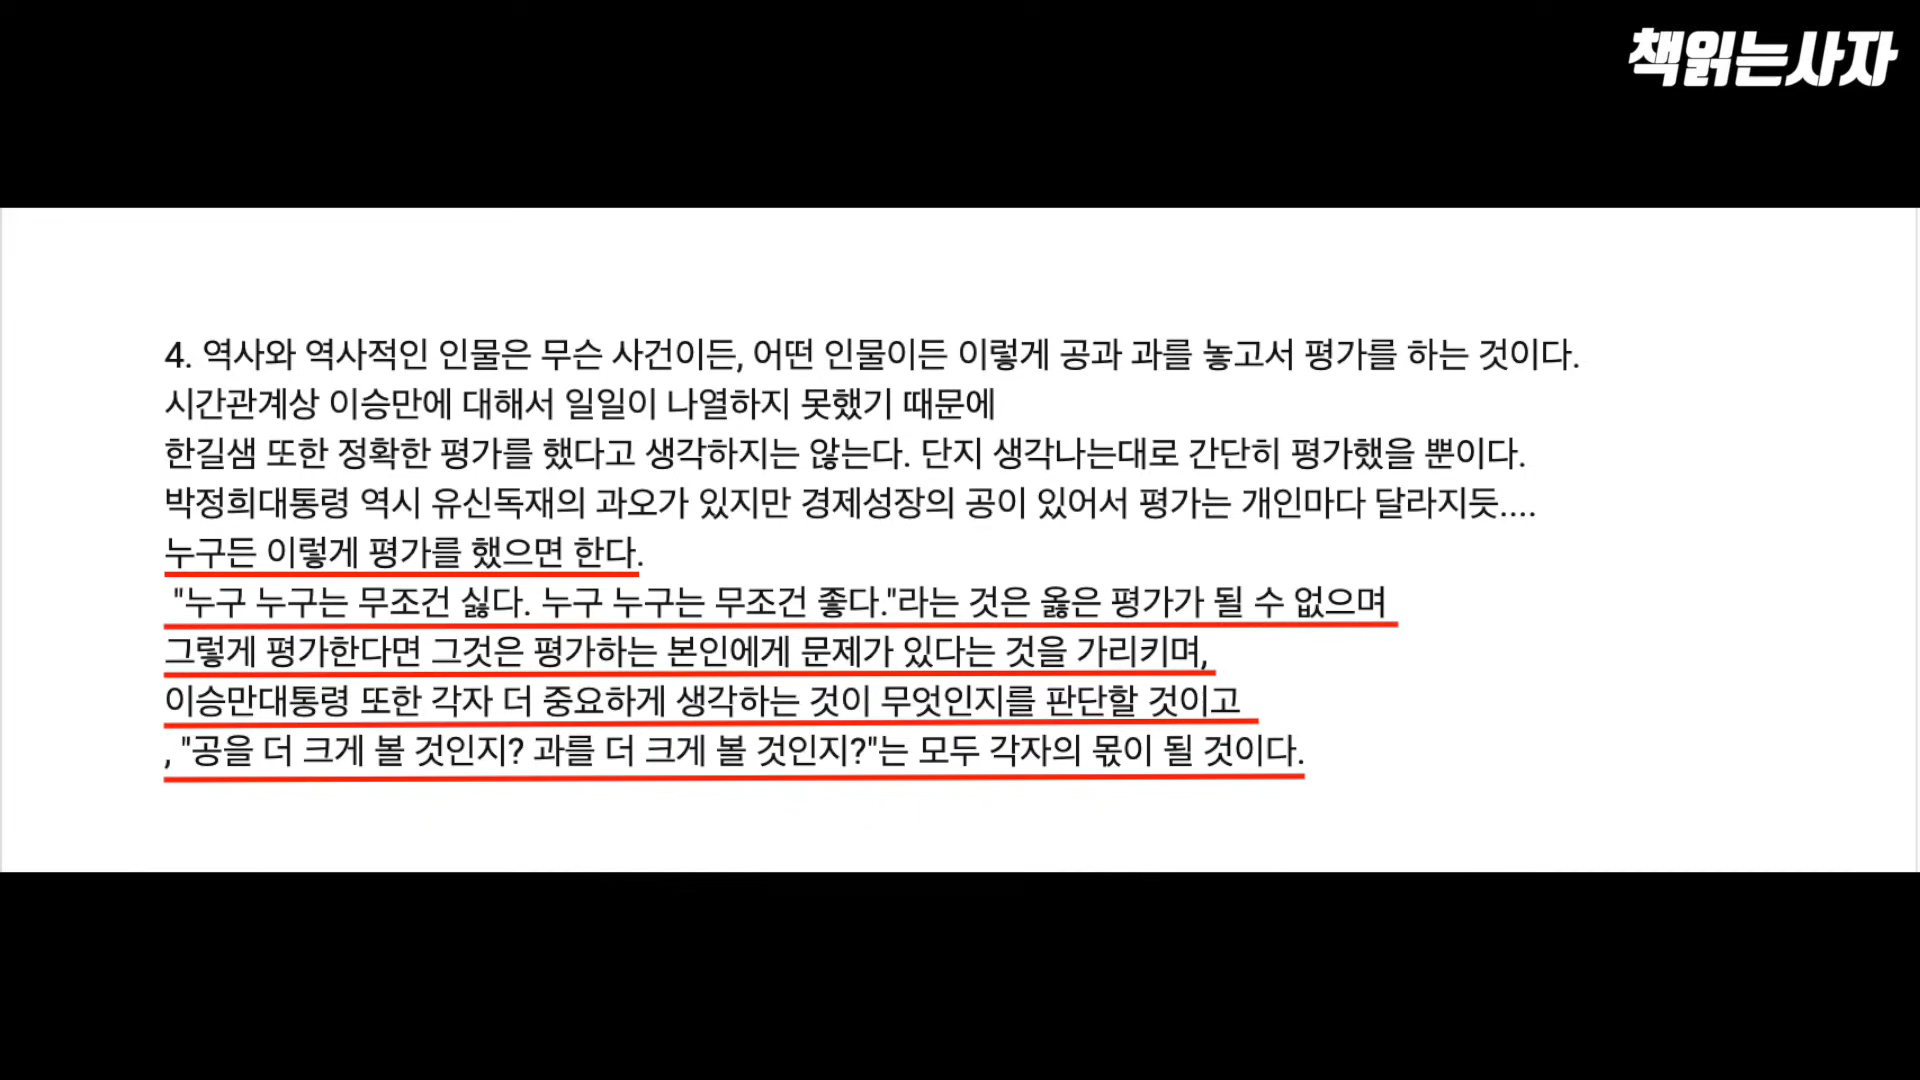 책읽는사자
4. 역사와 역사적인 인물은 무슨 사건이든, 어떤 인물이든 이렇게 공과 과를 놓고서 평가를 하는 것이다.
시간관계상 이승만에 대해서 일일이 나열하지 못했기 때문에
한길샘 또한 정확한 평가를 했다고 생각하지는 않는다. 단지 생각나는대로 간단히 평가했을 뿐이다.
박정희대통령 역시 유신독재의 과오가 있지만 경제성장의 공이 있어서 평가는 개인마다 달라지듯....
누구든 이렇게 평가를 했으면 한다.
"누구 누구는 무조건 싫다. 누구 누구는 무조건 좋다."라는 것은 옳은 평가가 될 수 없으며
그렇게 평가한다면 그것은 평가하는 본인에게 문제가 있다는 것을 가리키며,
이승만대통령 또한 각자 더 중요하게 생각하는 것이 무엇인지를 판단할 것이고
, "공을 더 크게 볼 것인지? 과를 더 크게 볼 것인지?"는 모두 각자의 몫이 될 것이다.